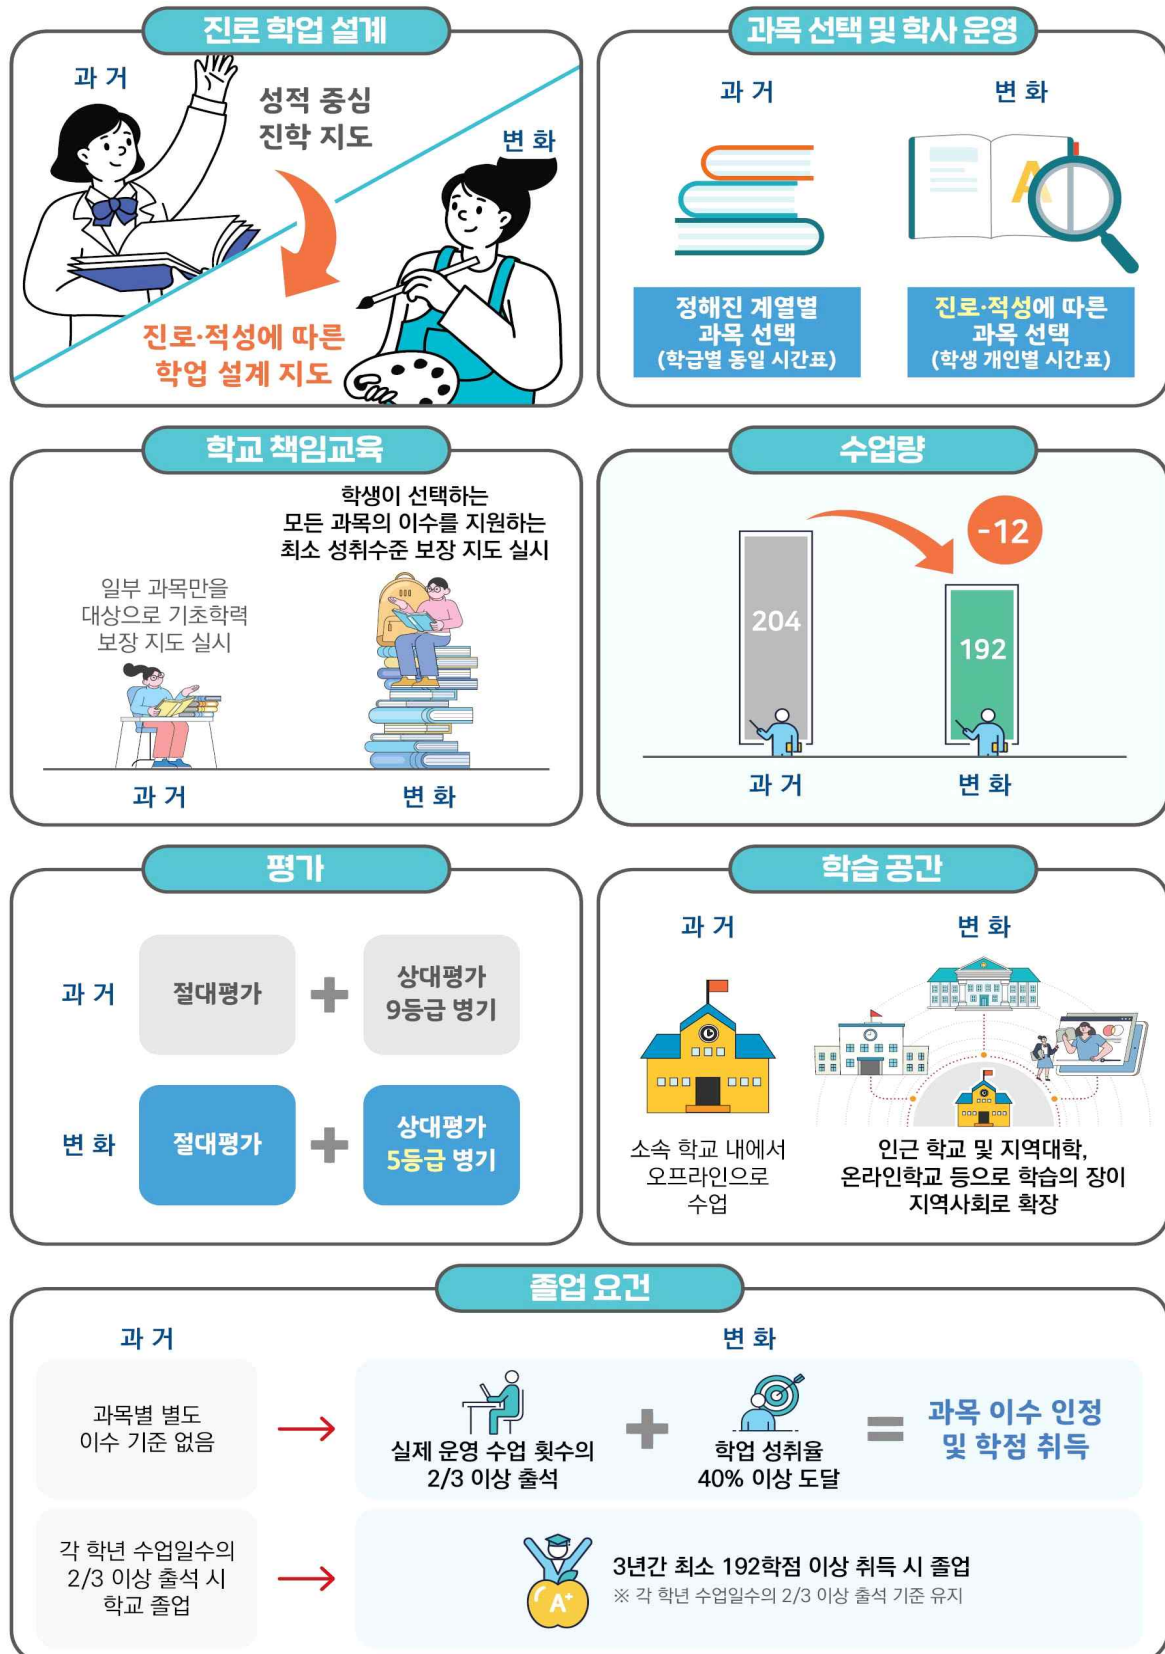 진로 학업 설계
과 거
성적 중심
진학 지도
변 화
진로·적성에 따른
학업 설계 지도
과목 선택 및 학사 운영
과 거
변 화
A
정해진 계열별
과목 선택
(학급별 동일 시간표)
진로·적성에 따른
과목 선택
(학생 개인별 시간표)
학교 책임교육
학생이 선택하는
모든 과목의 이수를 지원하는
최소 성취수준 보장 지도 실시
일부 과목만을
대상으로 기초학력
보장 지도 실시
과 거
변 화
수업량
-12
204
192
과 거
변 화
평가
과 거
절대평가
+
상대평가
9등급 병기
변 화
절대평가
+
상대평가
5등급 병기
학습 공간
과 거
변 화
소속 학교 내에서
오프라인으로
수업
인근 학교 및 지역대학,
온라인학교 등으로 학습의 장이
지역사회로 확장
졸업 요건
과 거
변 화
과목별 별도
이수 기준 없음
실제 운영 수업 횟수의
2/3 이상 출석
+
학업 성취율
40% 이상 도달
=
과목 이수 인정
및 학점 취득
각 학년 수업일수의
2/3 이상 출석 시
학교 졸업
A+
3년간 최소 192학점 이상 취득 시 졸업
※ 각 학년 수업일수의 2/3 이상 출석 기준 유지